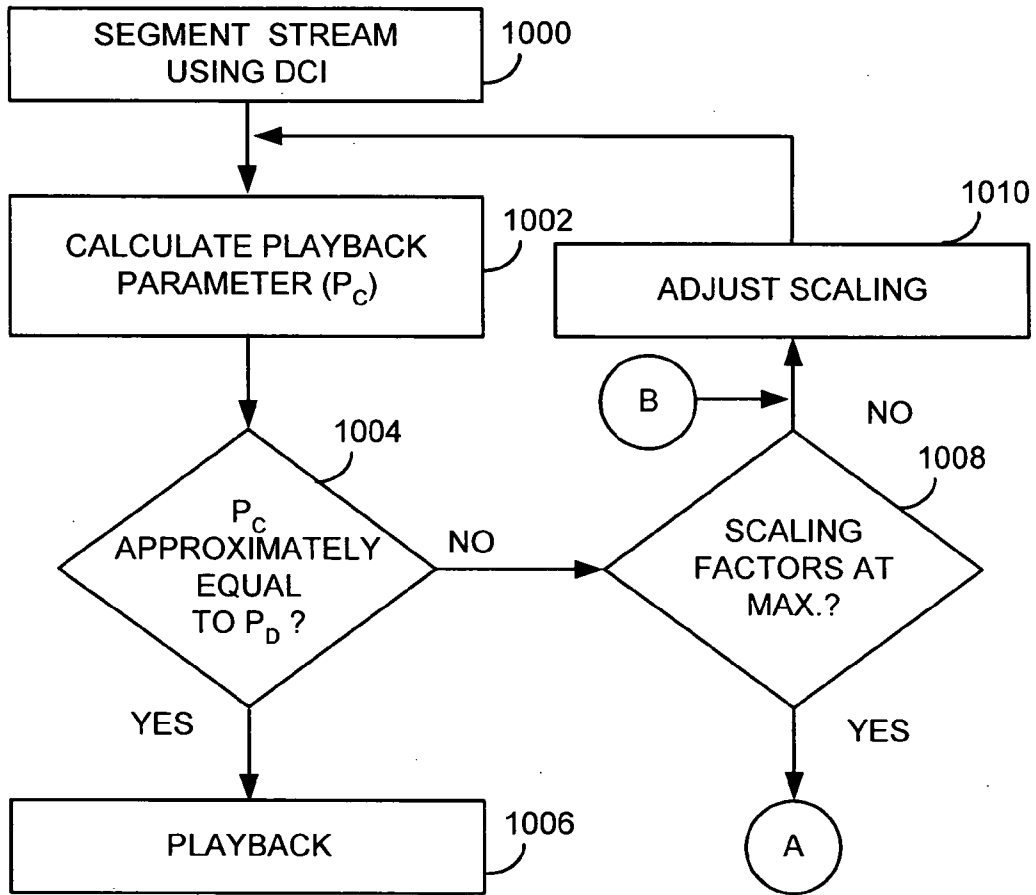 SEGMENT STREAM
USING DCI
1000
CALCULATE PLAYBACK
PARAMETER (PC)
1002
1010
ADJUST SCALING
B
NO
1004
PC
APPROXIMATELY
EQUAL
TO PD ?
NO
YES
1008
SCALING
FACTORS AT
MAX.?
YES
PLAYBACK
1006
A